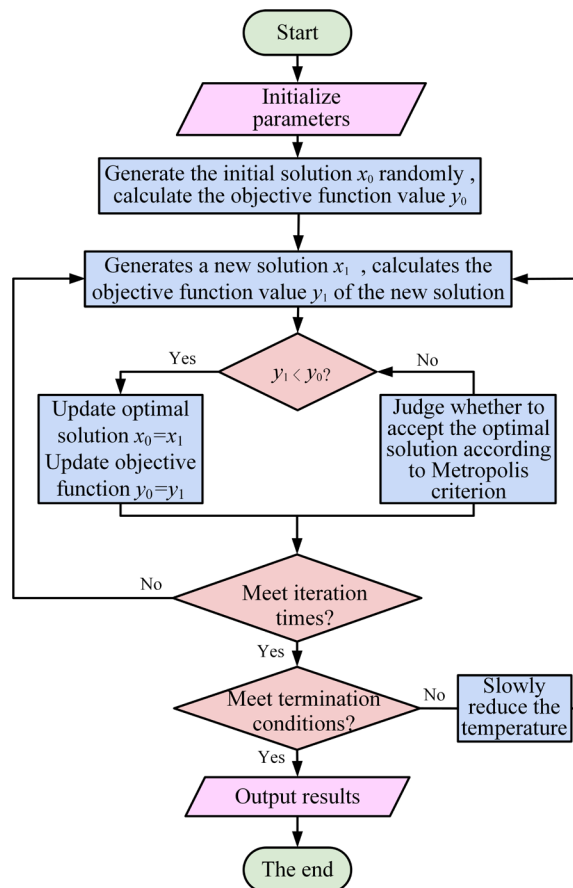 Start
Initialize
parameters
Generate the initial solution x₀ randomly ,
calculate the objective function value y₀
Generates a new solution x₁ , calculates the
objective function value y₁ of the new solution
Yes
y₁ < y₀?
No
Update optimal
solution x₀=x₁
Update objective
function y₀=y₁
Judge whether to
accept the optimal
solution according
to Metropolis
criterion
No
Meet iteration
times?
Yes
Meet termination
conditions?
No
Slowly
reduce the
temperature
Yes
Output results
The end